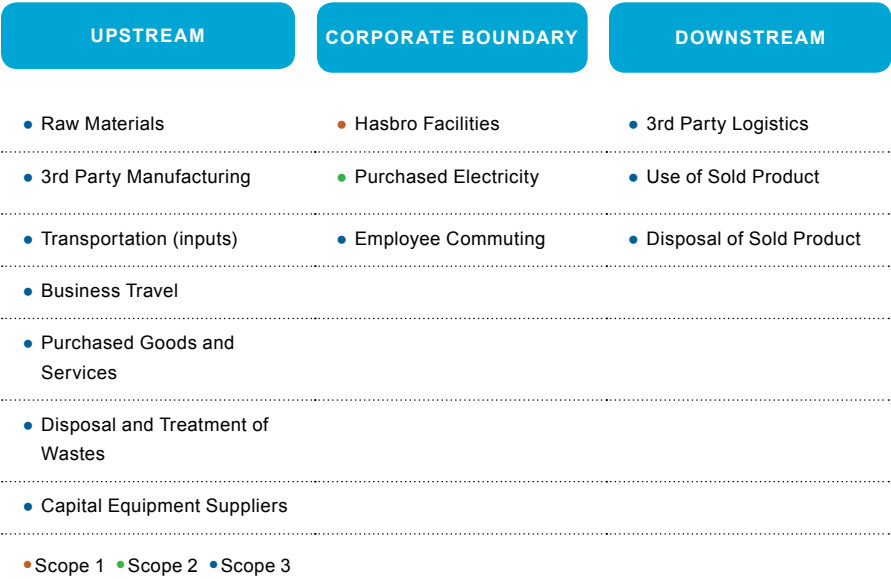 UPSTREAM
CORPORATE BOUNDARY
DOWNSTREAM
• Raw Materials
• Hasbro Facilities
• 3rd Party Logistics
• 3rd Party Manufacturing
• Purchased Electricity
• Use of Sold Product
• Transportation (inputs)
• Employee Commuting
• Disposal of Sold Product
• Business Travel
• Purchased Goods and
Services
• Disposal and Treatment of
Wastes
• Capital Equipment Suppliers
• Scope 1 • Scope 2 • Scope 3